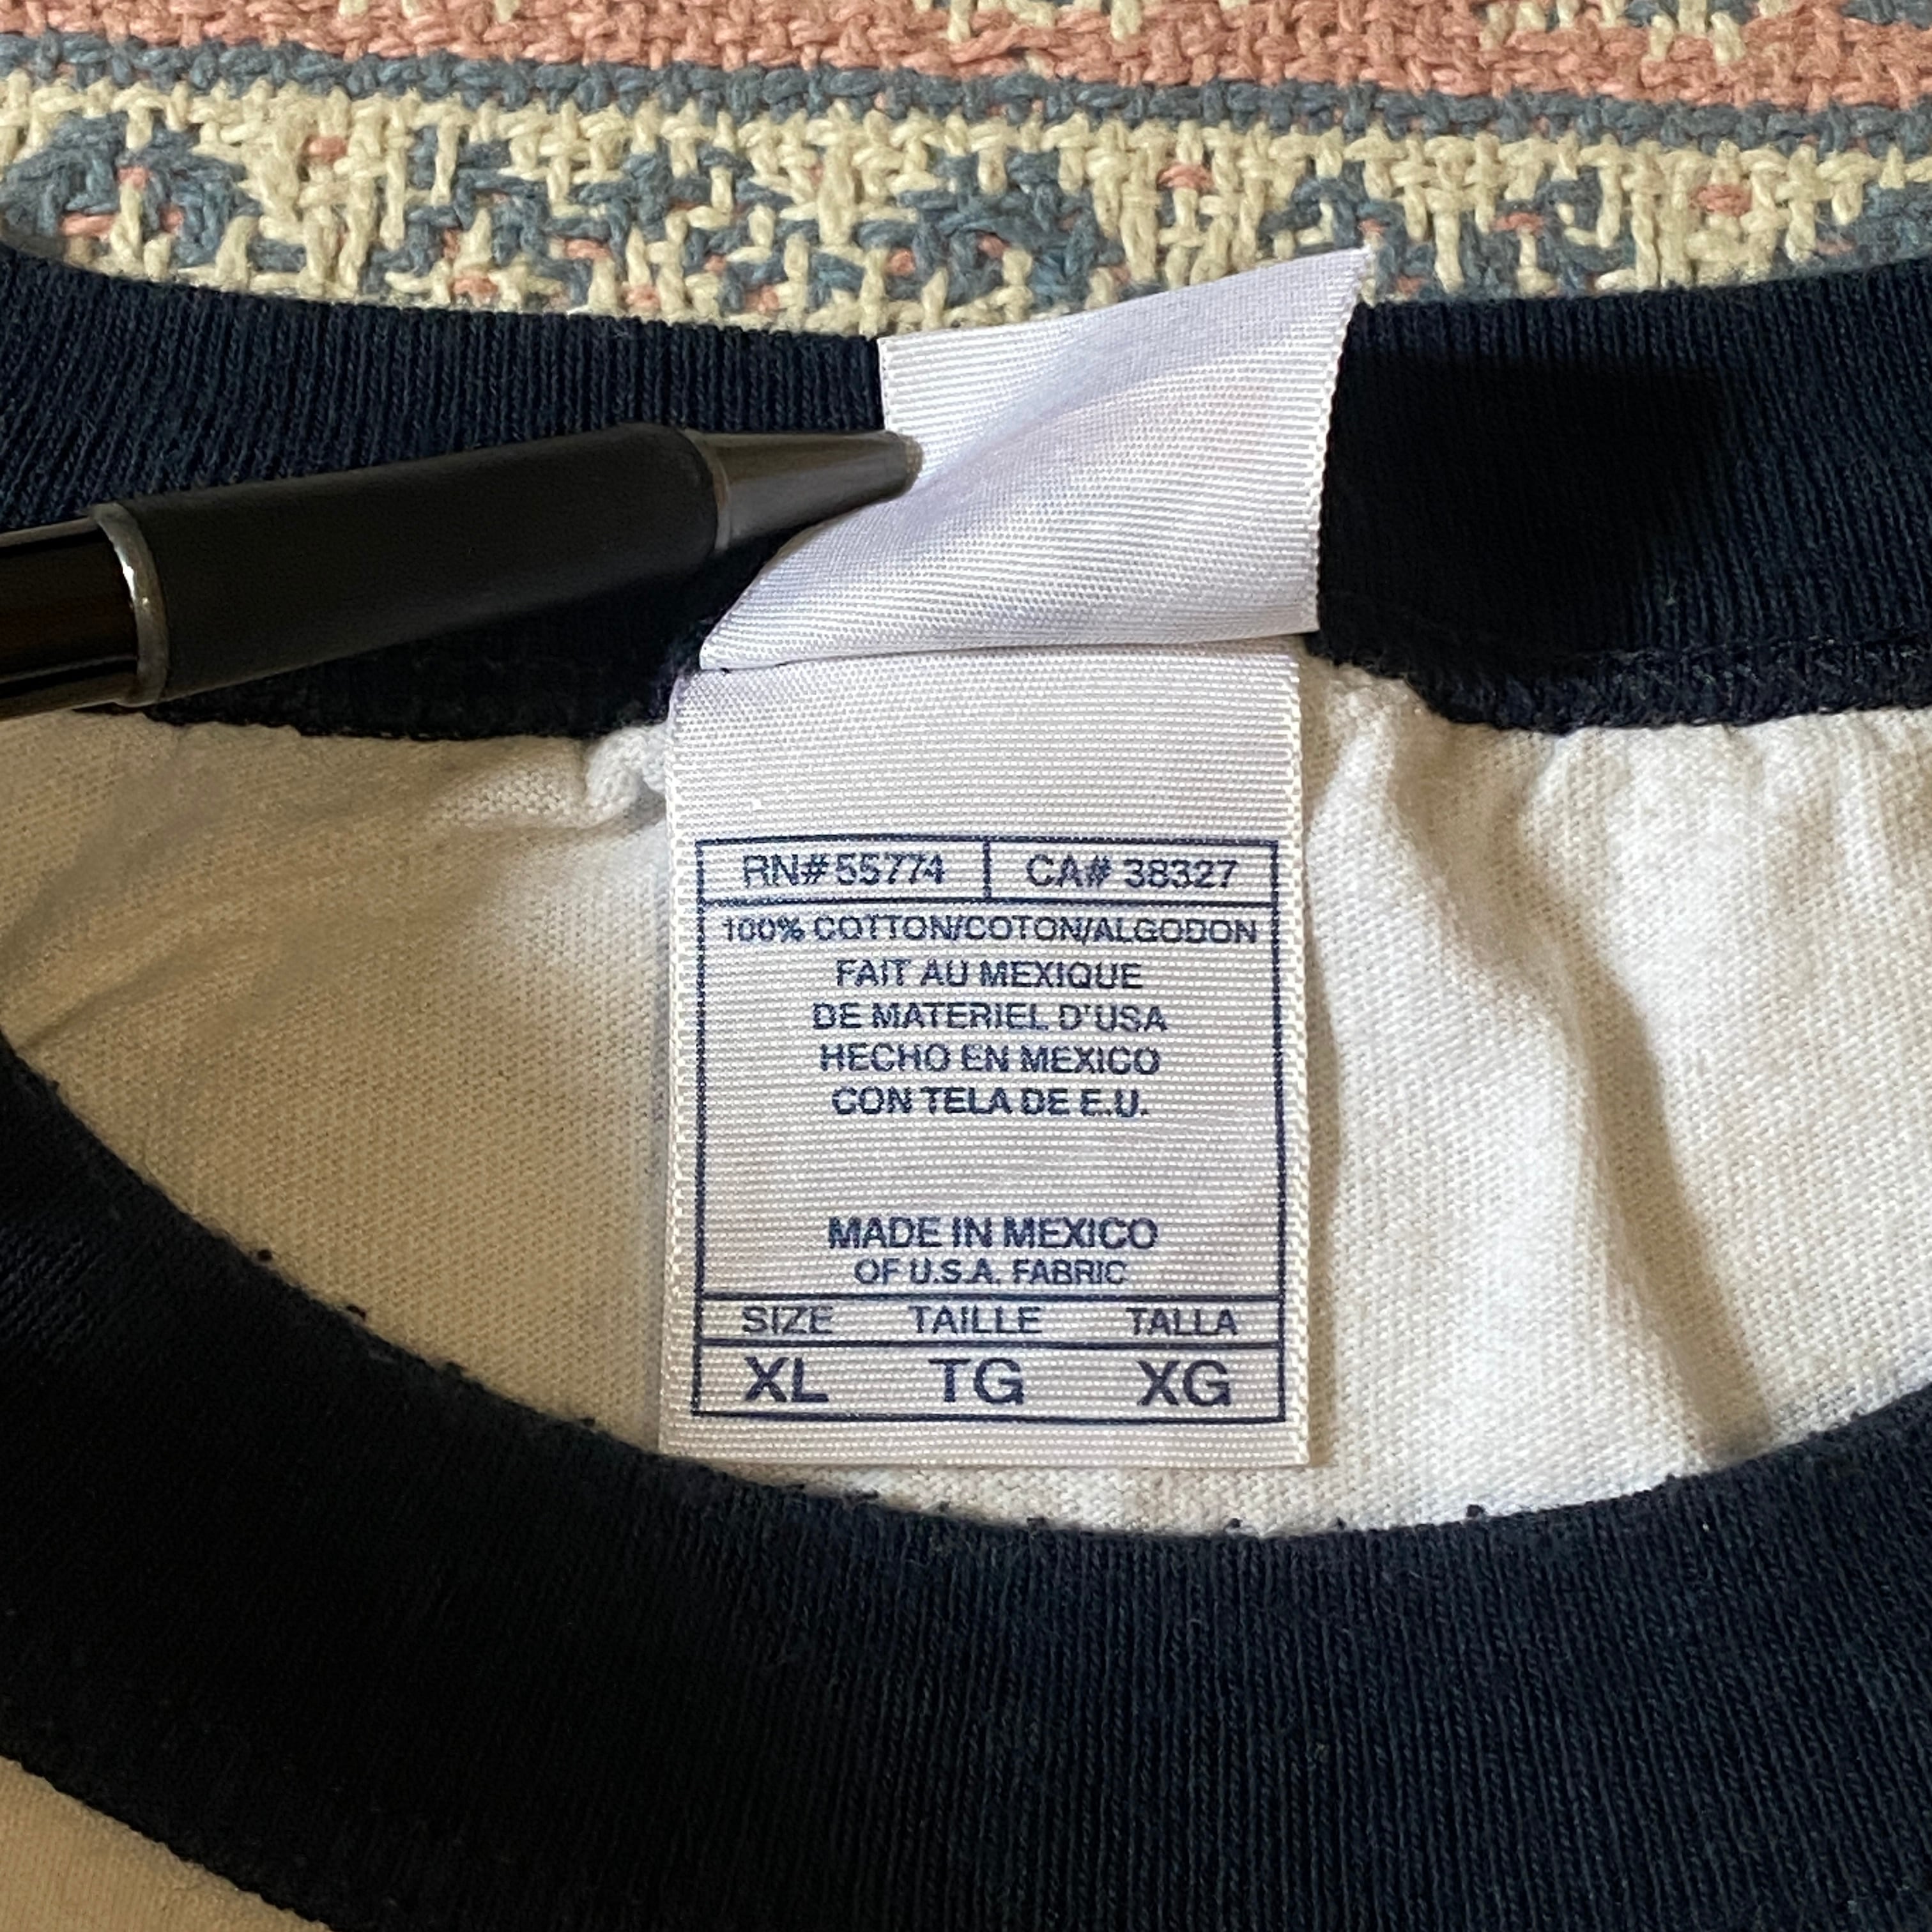 RN# 55774 CA# 38327
100% COTTON/COTON/ALGODON
FAIT AU MEXIQUE
DE MATERIEL D'USA
HECHO EN MEXICO
CON TELA DE E.U.
MADE IN MEXICO
OF U.S.A. FABRIC
SIZE TAILLE TALLA
XL TG XG